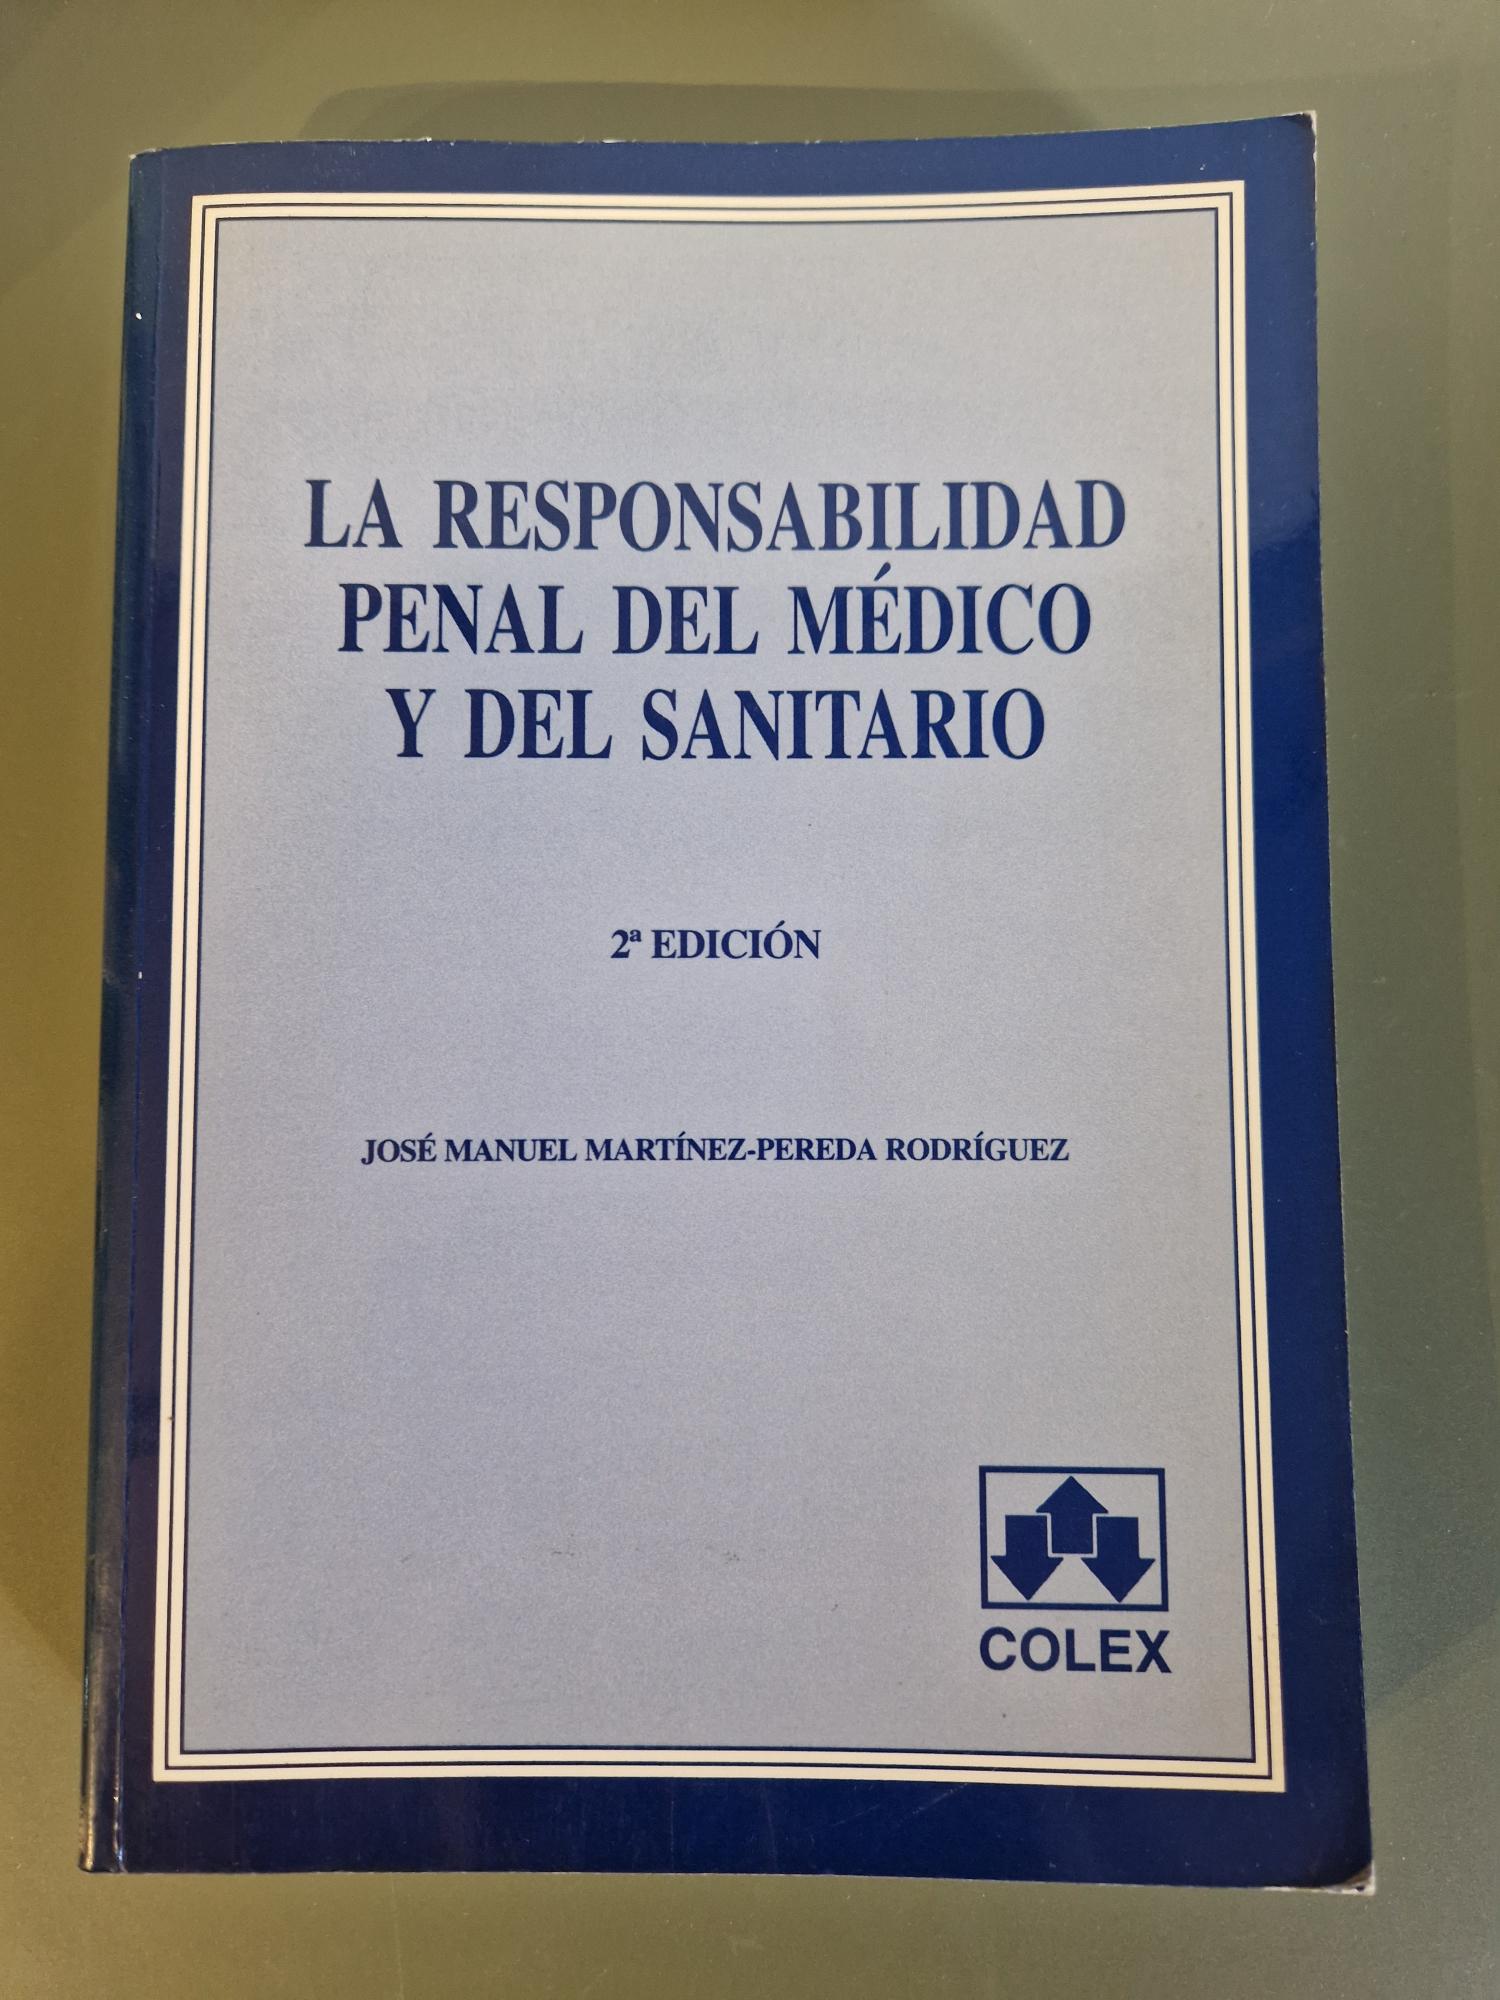 LA RESPONSABILIDAD
PENAL DEL MÉDICO
Y DEL SANITARIO
2ª EDICIÓN
JOSÉ MANUEL MARTÍNEZ-PEREDA RODRÍGUEZ
COLEX